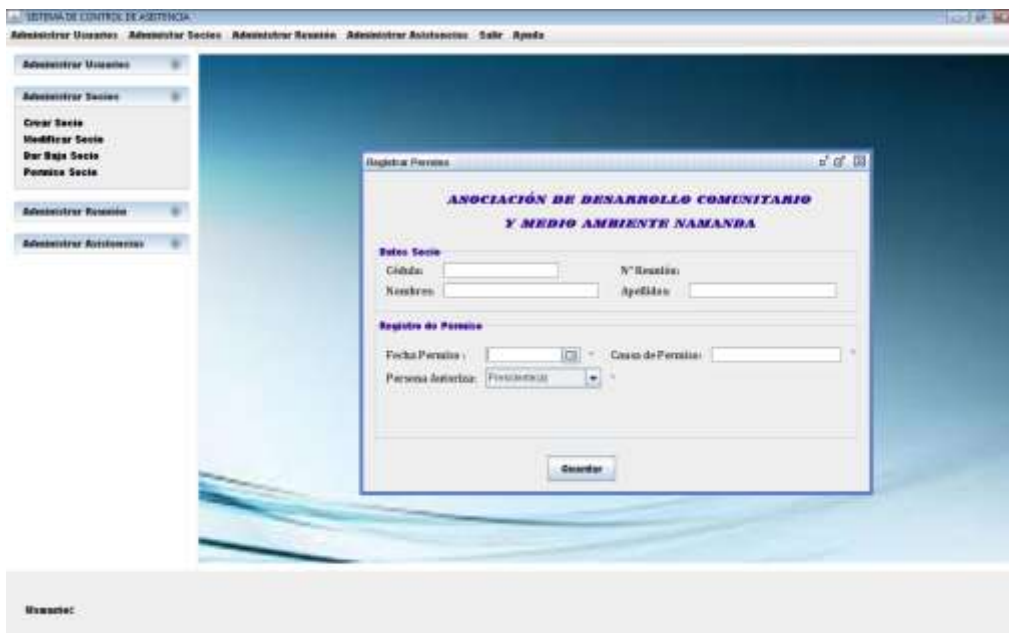 SISTEMA DE CONTROL DE ASISTENCIA
Administrar Usuarios Administar Socios Administrar Reunión Administrar Asistencias Salir Ayuda
Administrar Usuarios
Administrar Socios
Crear Socio
Modificar Socio
Dar Baja Socio
Permiso Socio
Administrar Reunión
Administrar Asistencias
Registrar Permiso
ASOCIACIÓN DE DESARROLLO COMUNITARIO
Y MEDIO AMBIENTE NAMANDA
Datos Socio
Cédula: N° Reunión:
Nombres: Apellidos:
Registro de Permiso
Fecha Permiso : * Causa de Permiso: *
Persona Autoriza: Presidente(a) *
Guardar
Usuario: